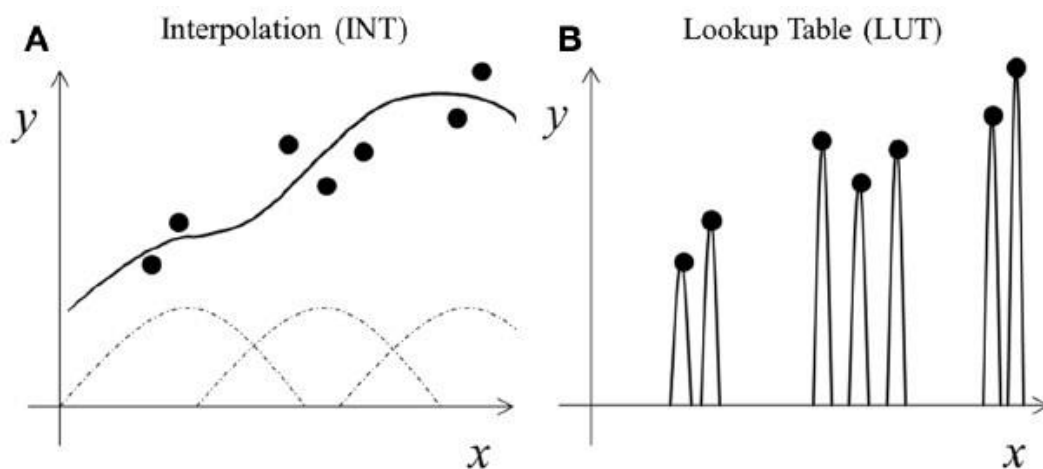 A
Interpolation (INT)
y
x
B
Lookup Table (LUT)
y
x